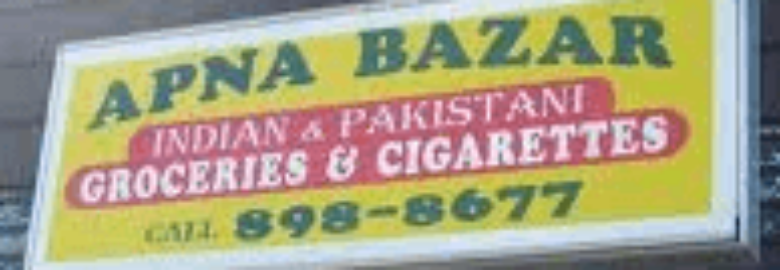 APNA BAZAR
INDIAN & PAKISTANI
GROCERIES & CIGARETTES
CALL 898-8677